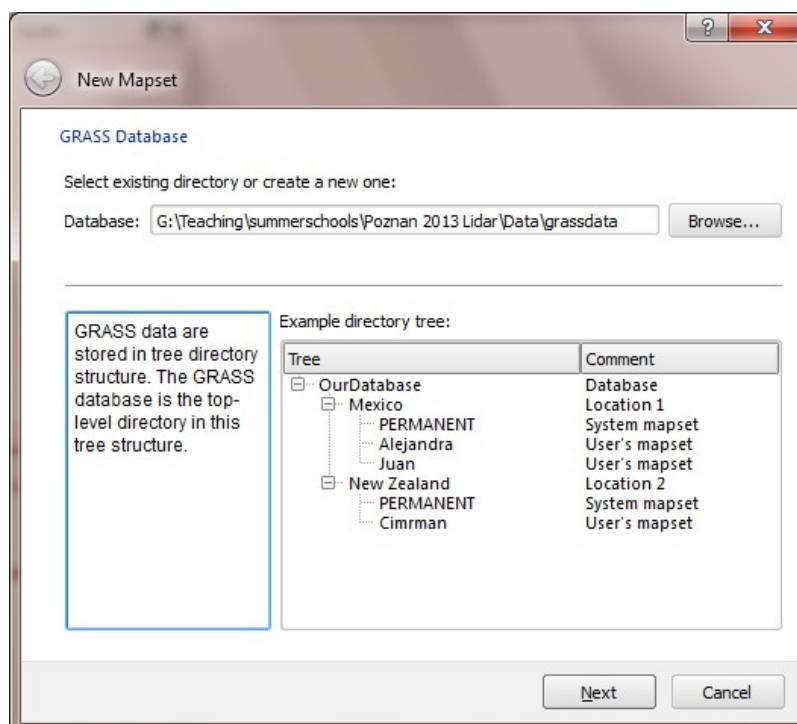 New Mapset
GRASS Database
Select existing directory or create a new one:
Database: G:\Teaching\summerschools\Poznan 2013 Lidar\Data\grassdata Browse...
GRASS data are
stored in tree directory
structure. The GRASS
database is the top-
level directory in this
tree structure.
Example directory tree:
Tree Comment
OurDatabase Database
Mexico Location 1
PERMANENT System mapset
Alejandra User's mapset
Juan User's mapset
New Zealand Location 2
PERMANENT System mapset
Cimrman User's mapset
Next Cancel